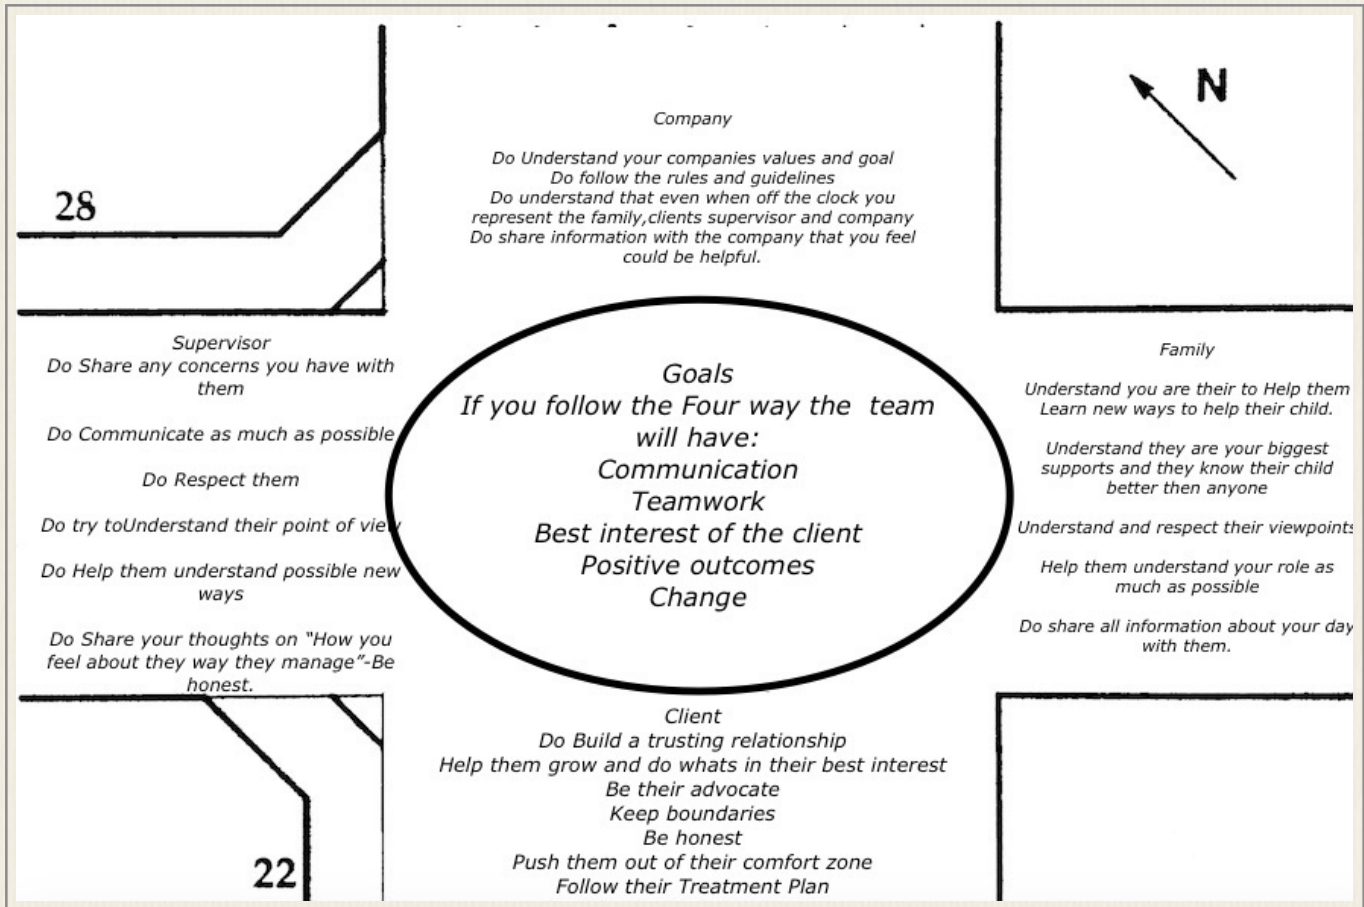 N
28
Company
Do Understand your companies values and goal
Do follow the rules and guidelines
Do understand that even when off the clock you
represent the family,clients supervisor and company
Do share information with the company that you feel
could be helpful.
Supervisor
Do Share any concerns you have with
them
Do Communicate as much as possible
Do Respect them
Do try toUnderstand their point of view
Do Help them understand possible new
ways
Do Share your thoughts on “How you
feel about they way they manage”-Be
honest.
Goals
If you follow the Four way the team
will have:
Communication
Teamwork
Best interest of the client
Positive outcomes
Change
Family
Understand you are their to Help them
Learn new ways to help their child.
Understand they are your biggest
supports and they know their child
better then anyone
Understand and respect their viewpoints
Help them understand your role as
much as possible
Do share all information about your day
with them.
Client
Do Build a trusting relationship
Help them grow and do whats in their best interest
Be their advocate
Keep boundaries
Be honest
Push them out of their comfort zone
Follow their Treatment Plan
22